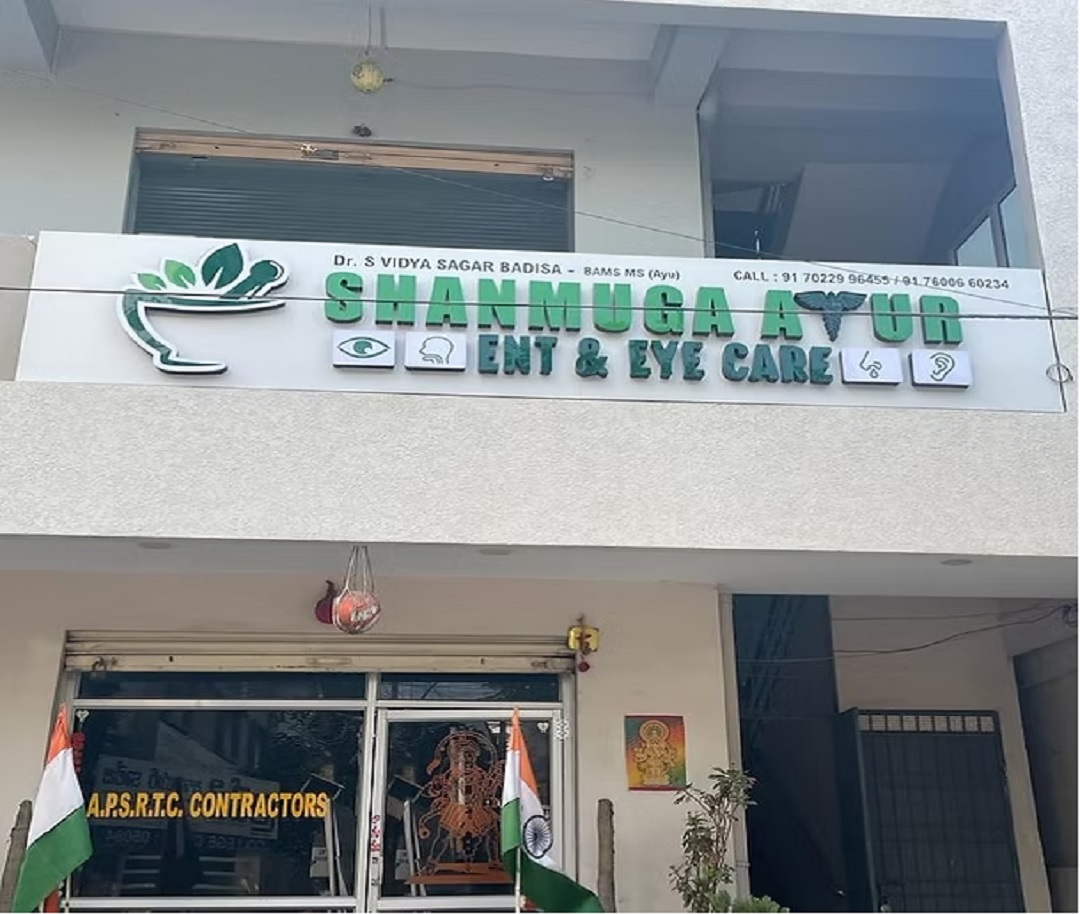 Dr. S VIDYA SAGAR BADISA - BAMS MS (Ayu)
CALL : 91 70229 96455 / 91.76006 60234
SHANMUGA AYUR
ENT & EYE CARE
A.P.S.R.T.C. CONTRACTORS